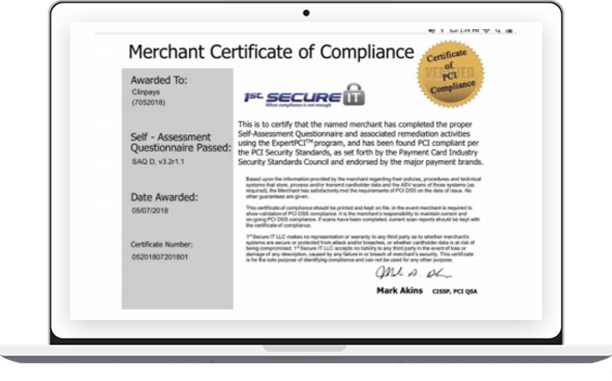 Merchant Certificate of Compliance
Certificate
of
PCI
Compliance
Awarded To:
Clinpays
(7052018)
Self - Assessment
Questionnaire Passed:
SAQ D, v3.2r1.1
Date Awarded:
05/07/2018
Certificate Number:
05201807201801
1ST SECURE IT
When compliance is not enough
This is to certify that the named merchant has completed the proper
Self-Assessment Questionnaire and associated remediation activities
using the ExpertPCI™ program, and has been found PCI compliant per
the PCI Security Standards, as set forth by the Payment Card Industry
Security Standards Council and endorsed by the major payment brands.
Based upon the information provided by the merchant regarding their policies, procedures and technical
systems that store, process and/or transmit cardholder data and the ASV scans of those systems (as
required), the Merchant has satisfactorily met the requirements of PCI DSS on the date of issue. No
other guarantees are given.
This certificate of compliance should be printed and kept on file, in the event merchant is required to
show validation of PCI DSS compliance. It is the merchant's responsibility to maintain current and
on-going PCI DSS compliance. If scans have been completed, current scan reports should be kept with
the certificate of compliance.
1st Secure IT LLC makes no representation or warranty to any third party as to whether merchant's
systems are secure or protected from attack and/or breaches, or whether cardholder data is at risk of
being compromised. 1st Secure IT LLC accepts no liability to any third party in the event of loss or
damage of any description, caused by any failure in or breach of merchant's security. This certificate
is for the sole purpose of identifying compliance and can not be used for any other purpose.
Mark Akins CISSP, PCI QSA